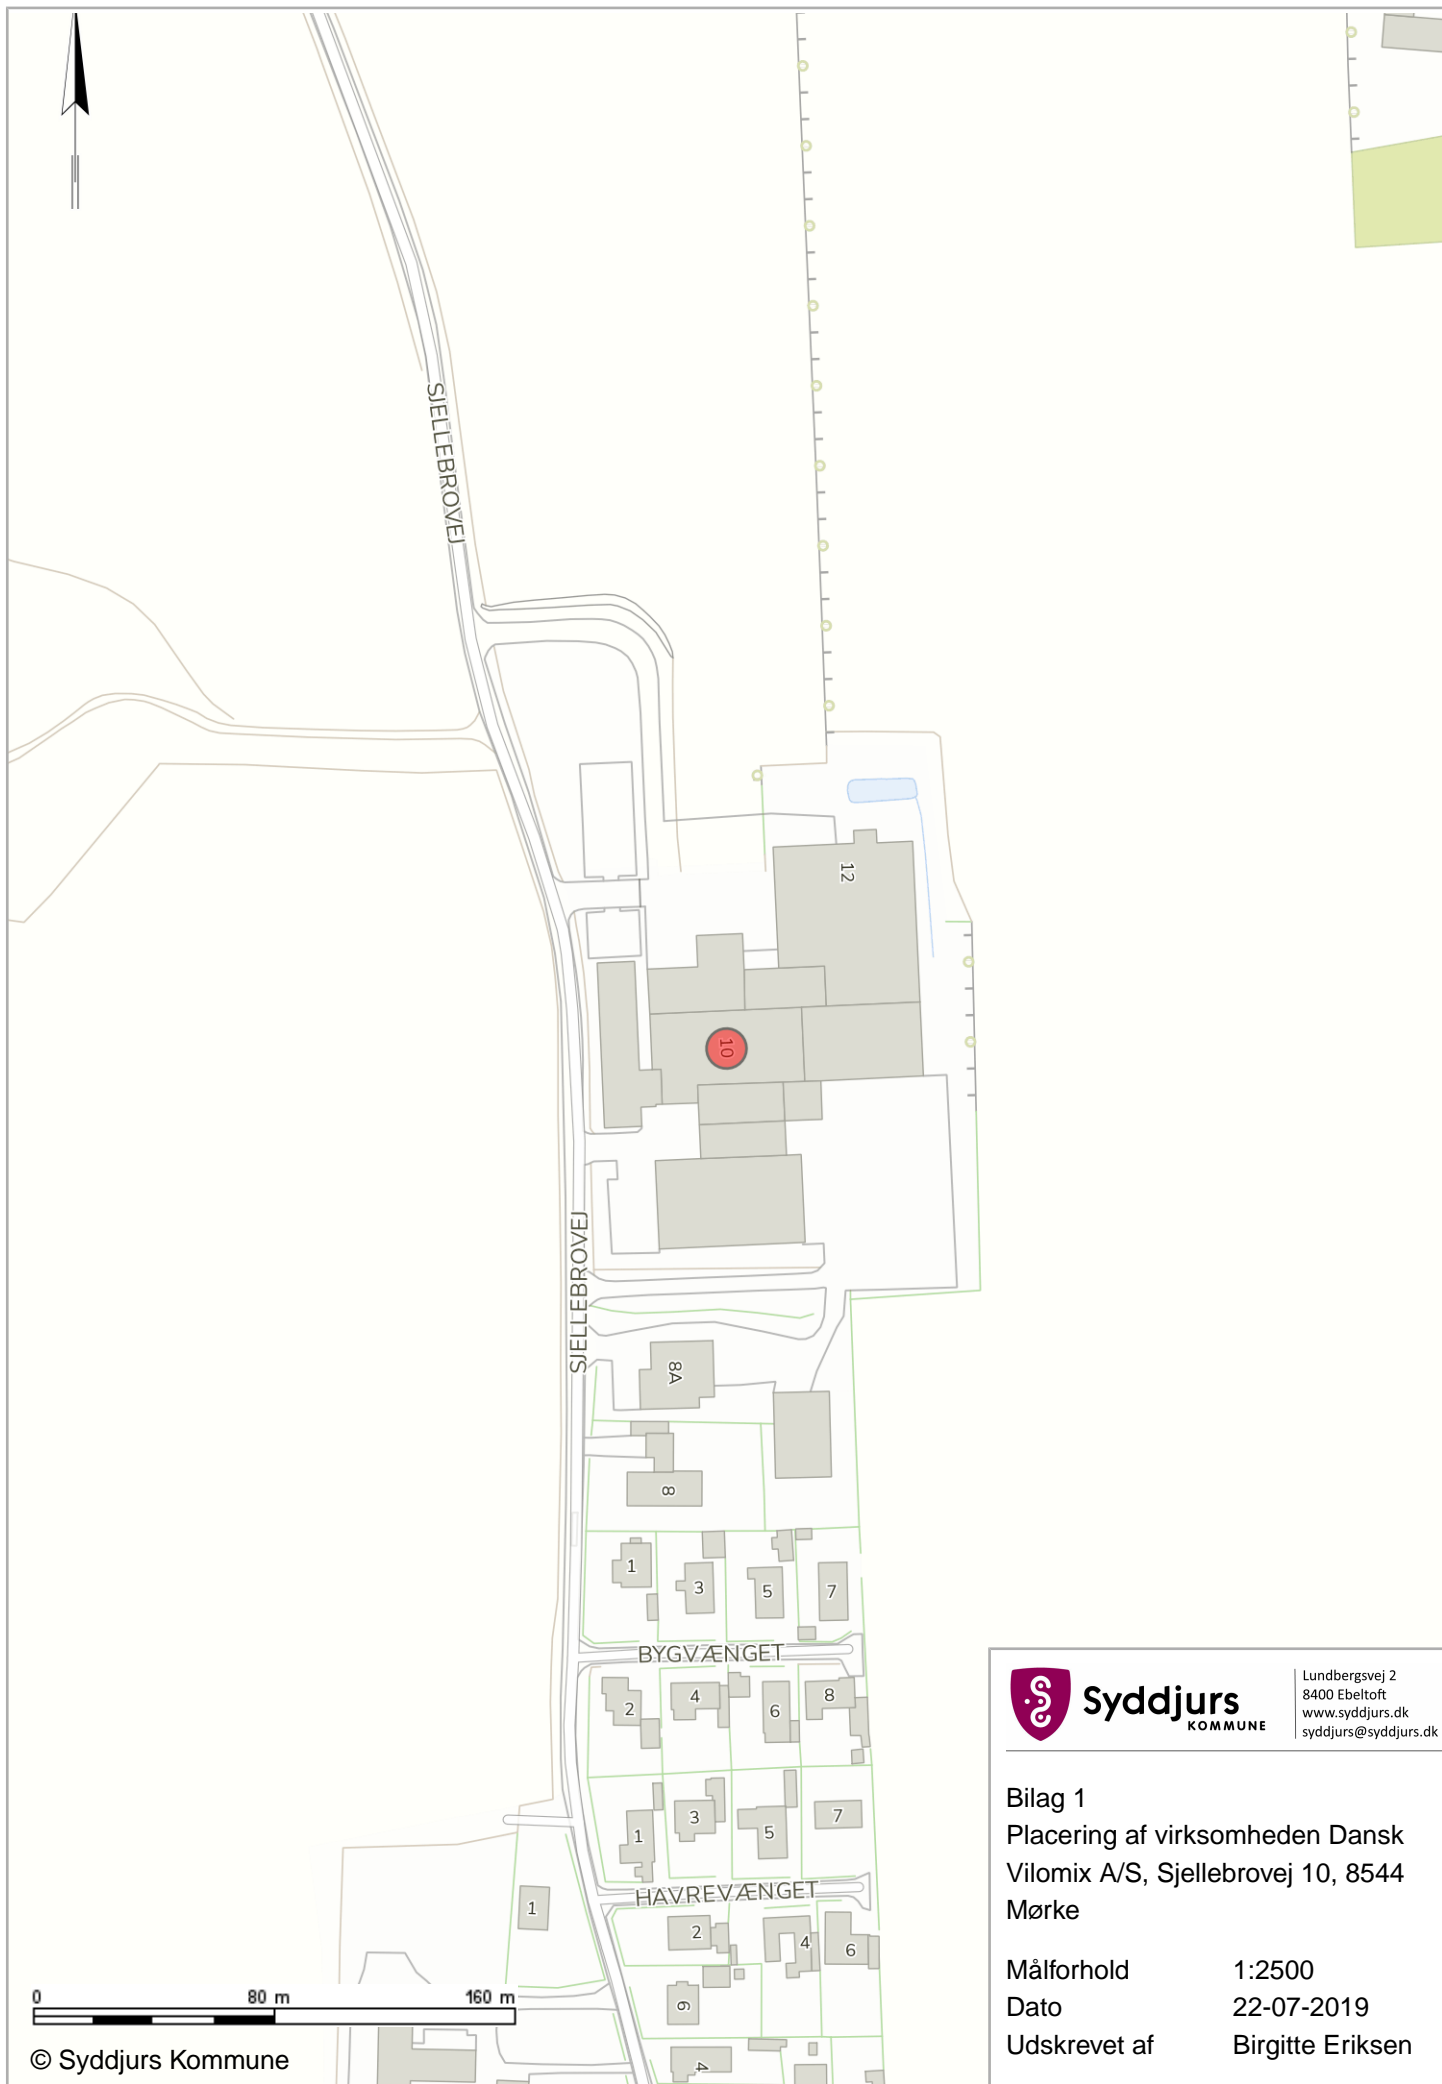 SJELLEBROVEJ
12
10
SJELLEBROVEJ
8A
8
1
3
5
7
BYGVÆNGET
2
4
6
8
1
3
5
7
HAVREVÆNGET
1
2
4
6
6
4
0 80 m 160 m
© Syddjurs Kommune
Syddjurs
KOMMUNE
Lundbergsvej 2
8400 Ebeltoft
www.syddjurs.dk
syddjurs@syddjurs.dk
Bilag 1
Placering af virksomheden Dansk
Vilomix A/S, Sjellebrovej 10, 8544
Mørke
Målforhold 1:2500
Dato 22-07-2019
Udskrevet af Birgitte Eriksen